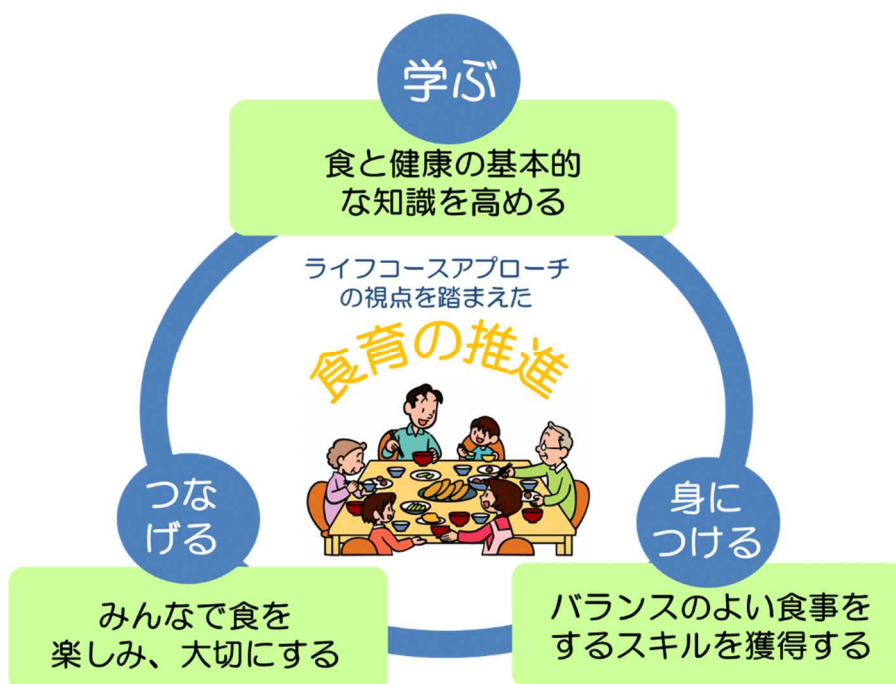 学ぶ
食と健康の基本的
な知識を高める
ライフコースアプローチ
の視点を踏まえた
食育の推進
つな
げる
みんなで食を
楽しみ、大切にする
身に
つける
バランスのよい食事を
するスキルを獲得する